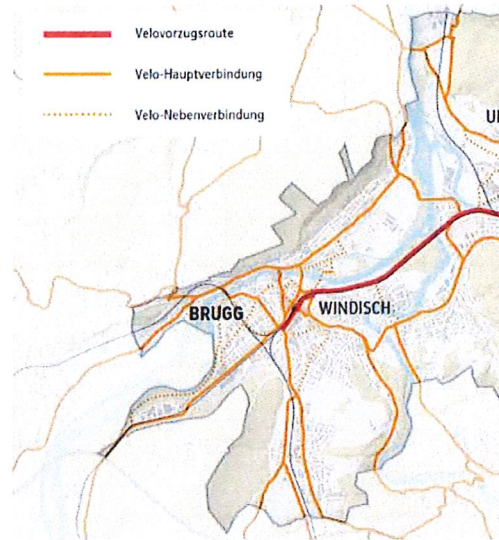 Velovorzugsroute
Velo-Hauptverbindung
Velo-Nebenverbindung
BRUGG
WINDISCH